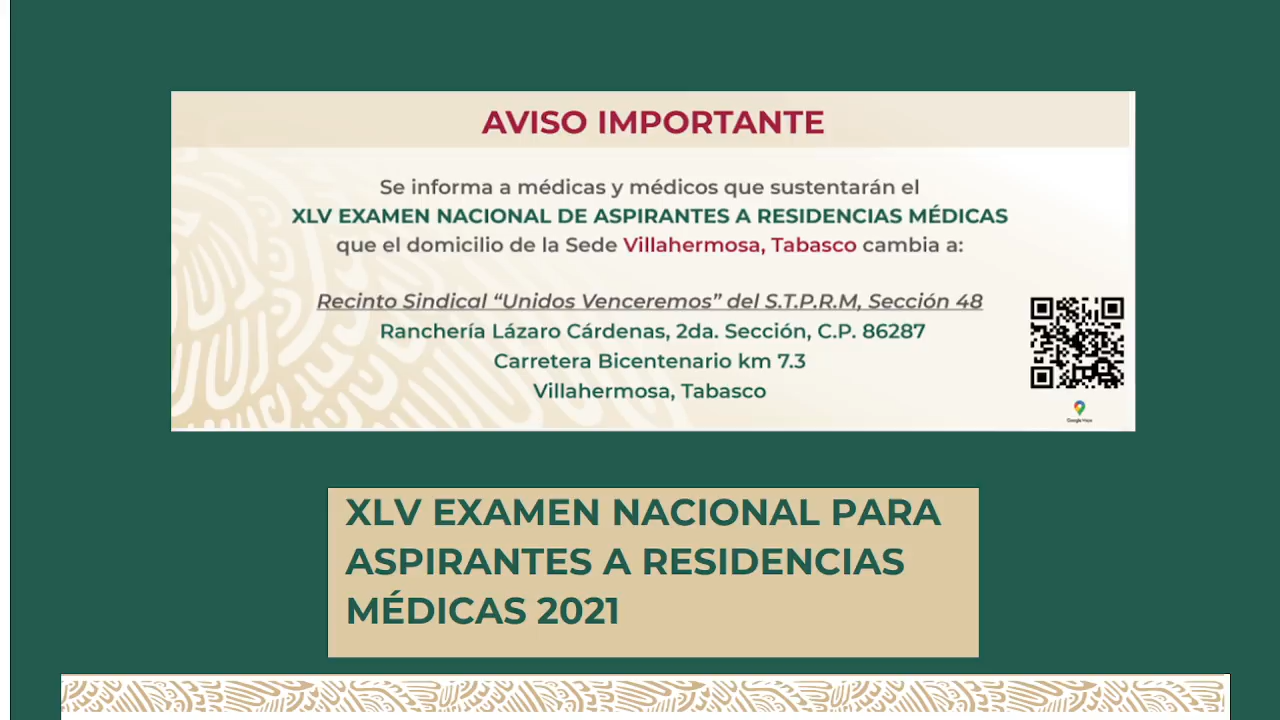 AVISO IMPORTANTE
Se informa a médicas y médicos que sustentarán el
XLV EXAMEN NACIONAL DE ASPIRANTES A RESIDENCIAS MÉDICAS
que el domicilio de la Sede Villahermosa, Tabasco cambia a:
Recinto Sindical “Unidos Venceremos” del S.T.P.R.M, Sección 48
Ranchería Lázaro Cárdenas, 2da. Sección, C.P. 86287
Carretera Bicentenario km 7.3
Villahermosa, Tabasco
Google Maps
XLV EXAMEN NACIONAL PARA
ASPIRANTES A RESIDENCIAS
MÉDICAS 2021